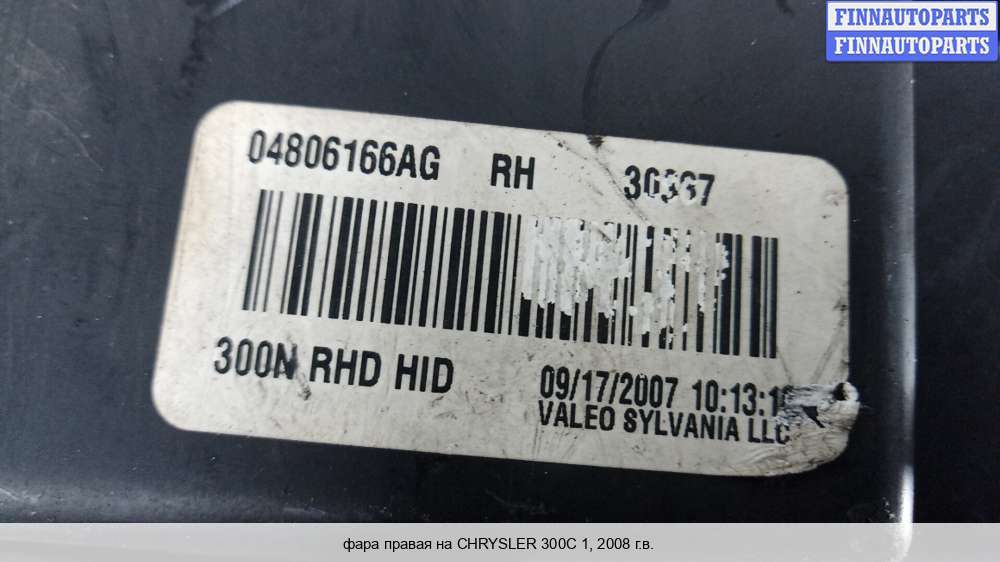 FINNAUTOPARTS
FINNAUTOPARTS
04806166AG RH
300N RHD HID
09/17/2007
VALEO SYLVANIA LLC
фара правая на CHRYSLER 300C 1, 2008 г.в.